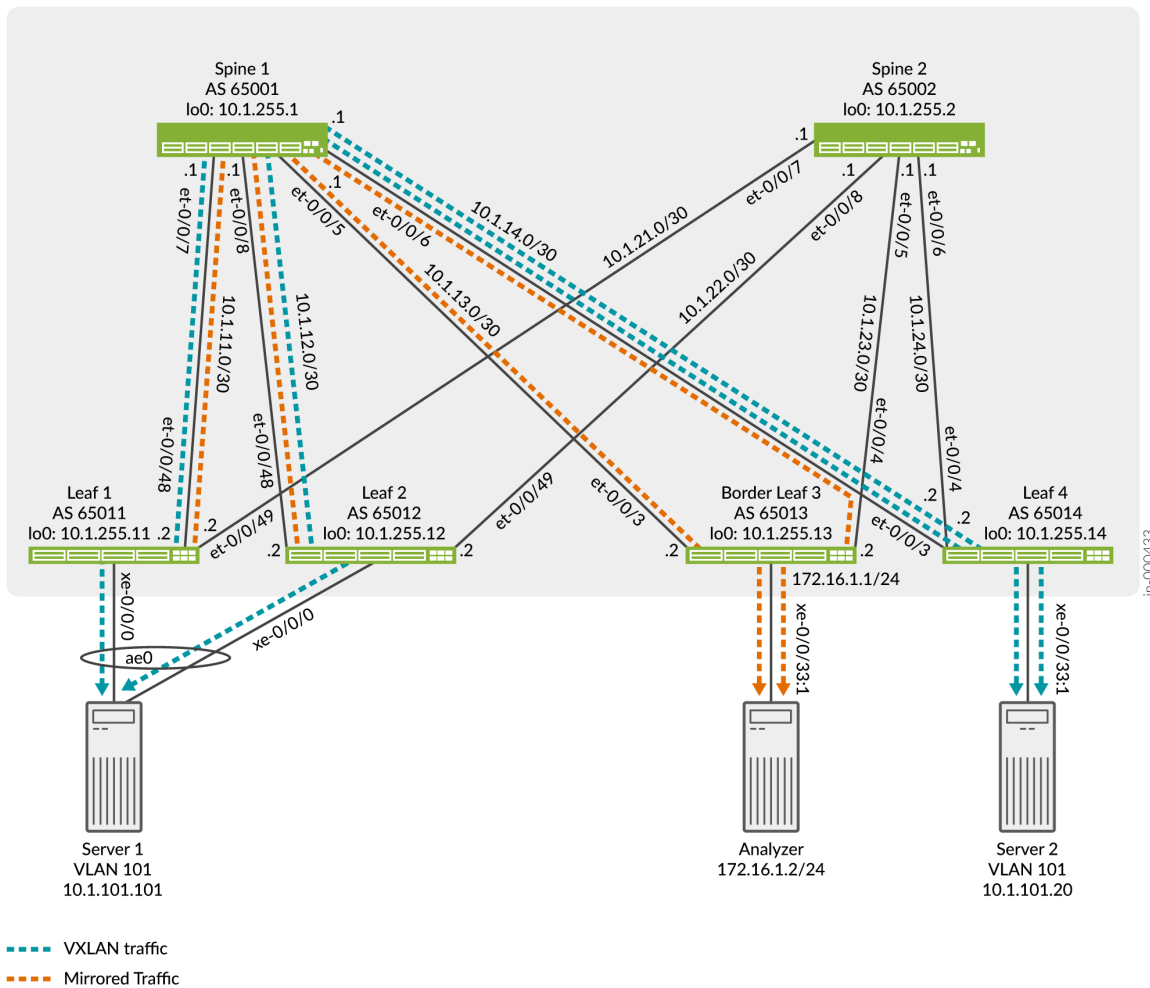 Spine 1
AS 65001
lo0: 10.1.255.1
Spine 2
AS 65002
lo0: 10.1.255.2
.1
.1
.1
.1
.1
.1
.1
.1
et-0/0/7
et-0/0/8
et-0/0/5
et-0/0/6
10.1.14.0/30
10.1.21.0/30
et-0/0/7
et-0/0/8
et-0/0/5
et-0/0/6
10.1.11.0/30
10.1.12.0/30
10.1.13.0/30
10.1.22.0/30
10.1.23.0/30
10.1.24.0/30
et-0/0/48
et-0/0/48
et-0/0/49
et-0/0/49
et-0/0/3
et-0/0/4
et-0/0/3
et-0/0/4
Leaf 1
AS 65011
lo0: 10.1.255.11
.2
.2
Leaf 2
AS 65012
lo0: 10.1.255.12
.2
.2
Border Leaf 3
AS 65013
lo0: 10.1.255.13
.2
.2
Leaf 4
AS 65014
lo0: 10.1.255.14
.2
.2
172.16.1.1/24
xe-0/0/0
xe-0/0/0
ae0
xe-0/0/33:1
xe-0/0/33:1
Server 1
VLAN 101
10.1.101.101
Analyzer
172.16.1.2/24
Server 2
VLAN 101
10.1.101.20
VXLAN traffic
Mirrored Traffic